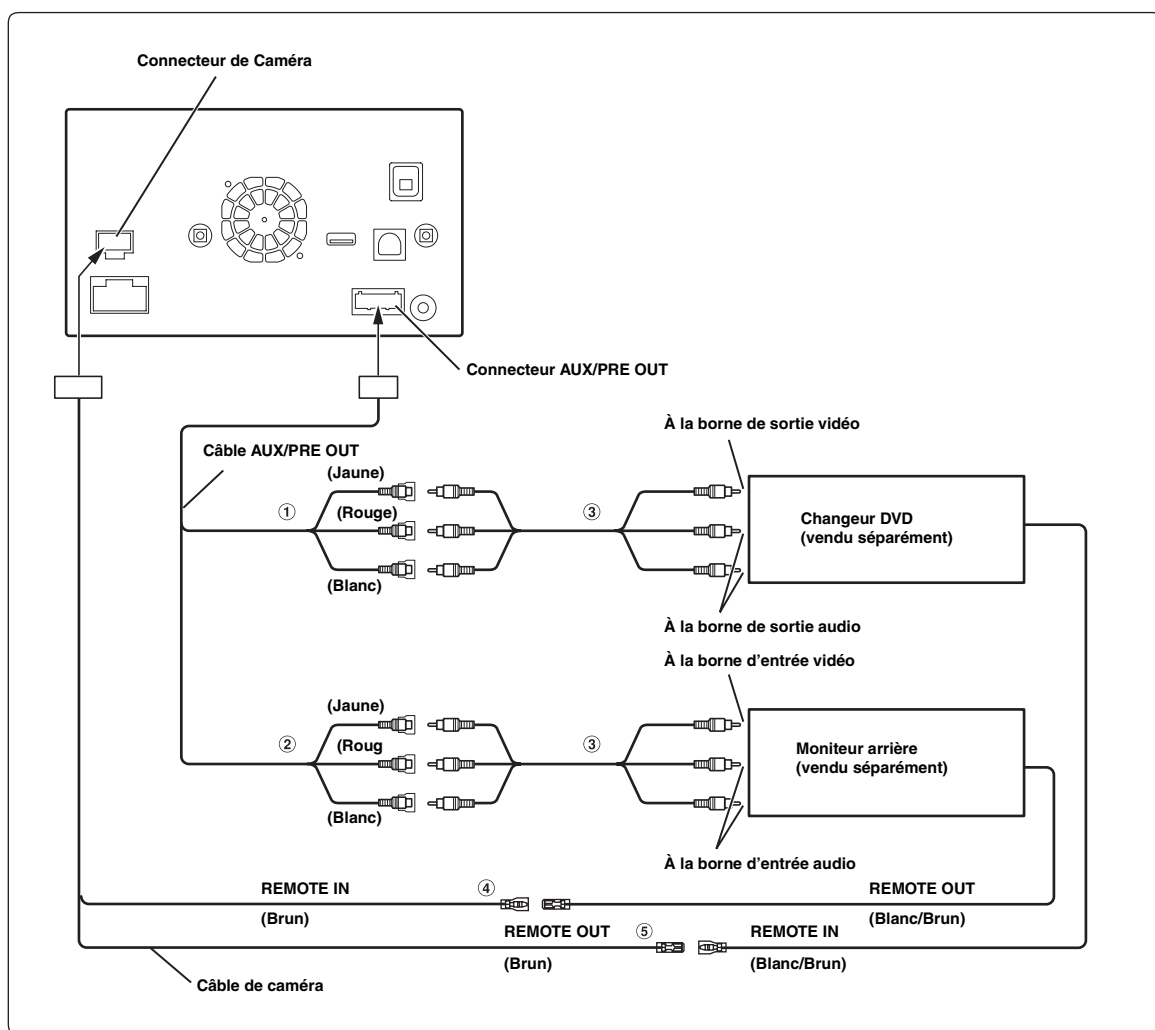 Connecteur de Caméra
Connecteur AUX/PRE OUT
À la borne de sortie vidéo
Câble AUX/PRE OUT
(Jaune)
① (Rouge) ③
Changeur DVD
(vendu séparément)
(Blanc)
À la borne de sortie audio
À la borne d'entrée vidéo
(Jaune)
② (Roug ③
Moniteur arrière
(vendu séparément)
(Blanc)
À la borne d'entrée audio
REMOTE IN ④ REMOTE OUT
(Brun) (Blanc/Brun)
REMOTE OUT ⑤ REMOTE IN
(Brun) (Blanc/Brun)
Câble de caméra